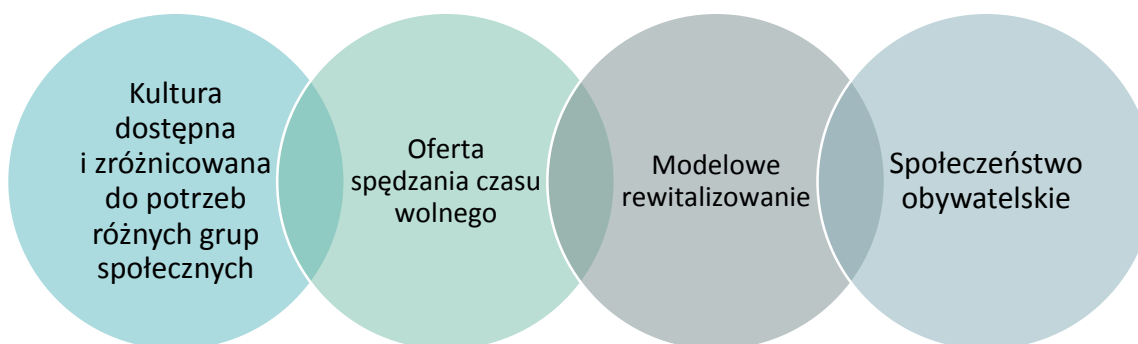 Kultura
dostępna
i zróżnicowana
do potrzeb
różnych grup
społecznych
Oferta
spędzania czasu
wolnego
Modelowe
rewitalizowanie
Społeczeństwo
obywatelskie